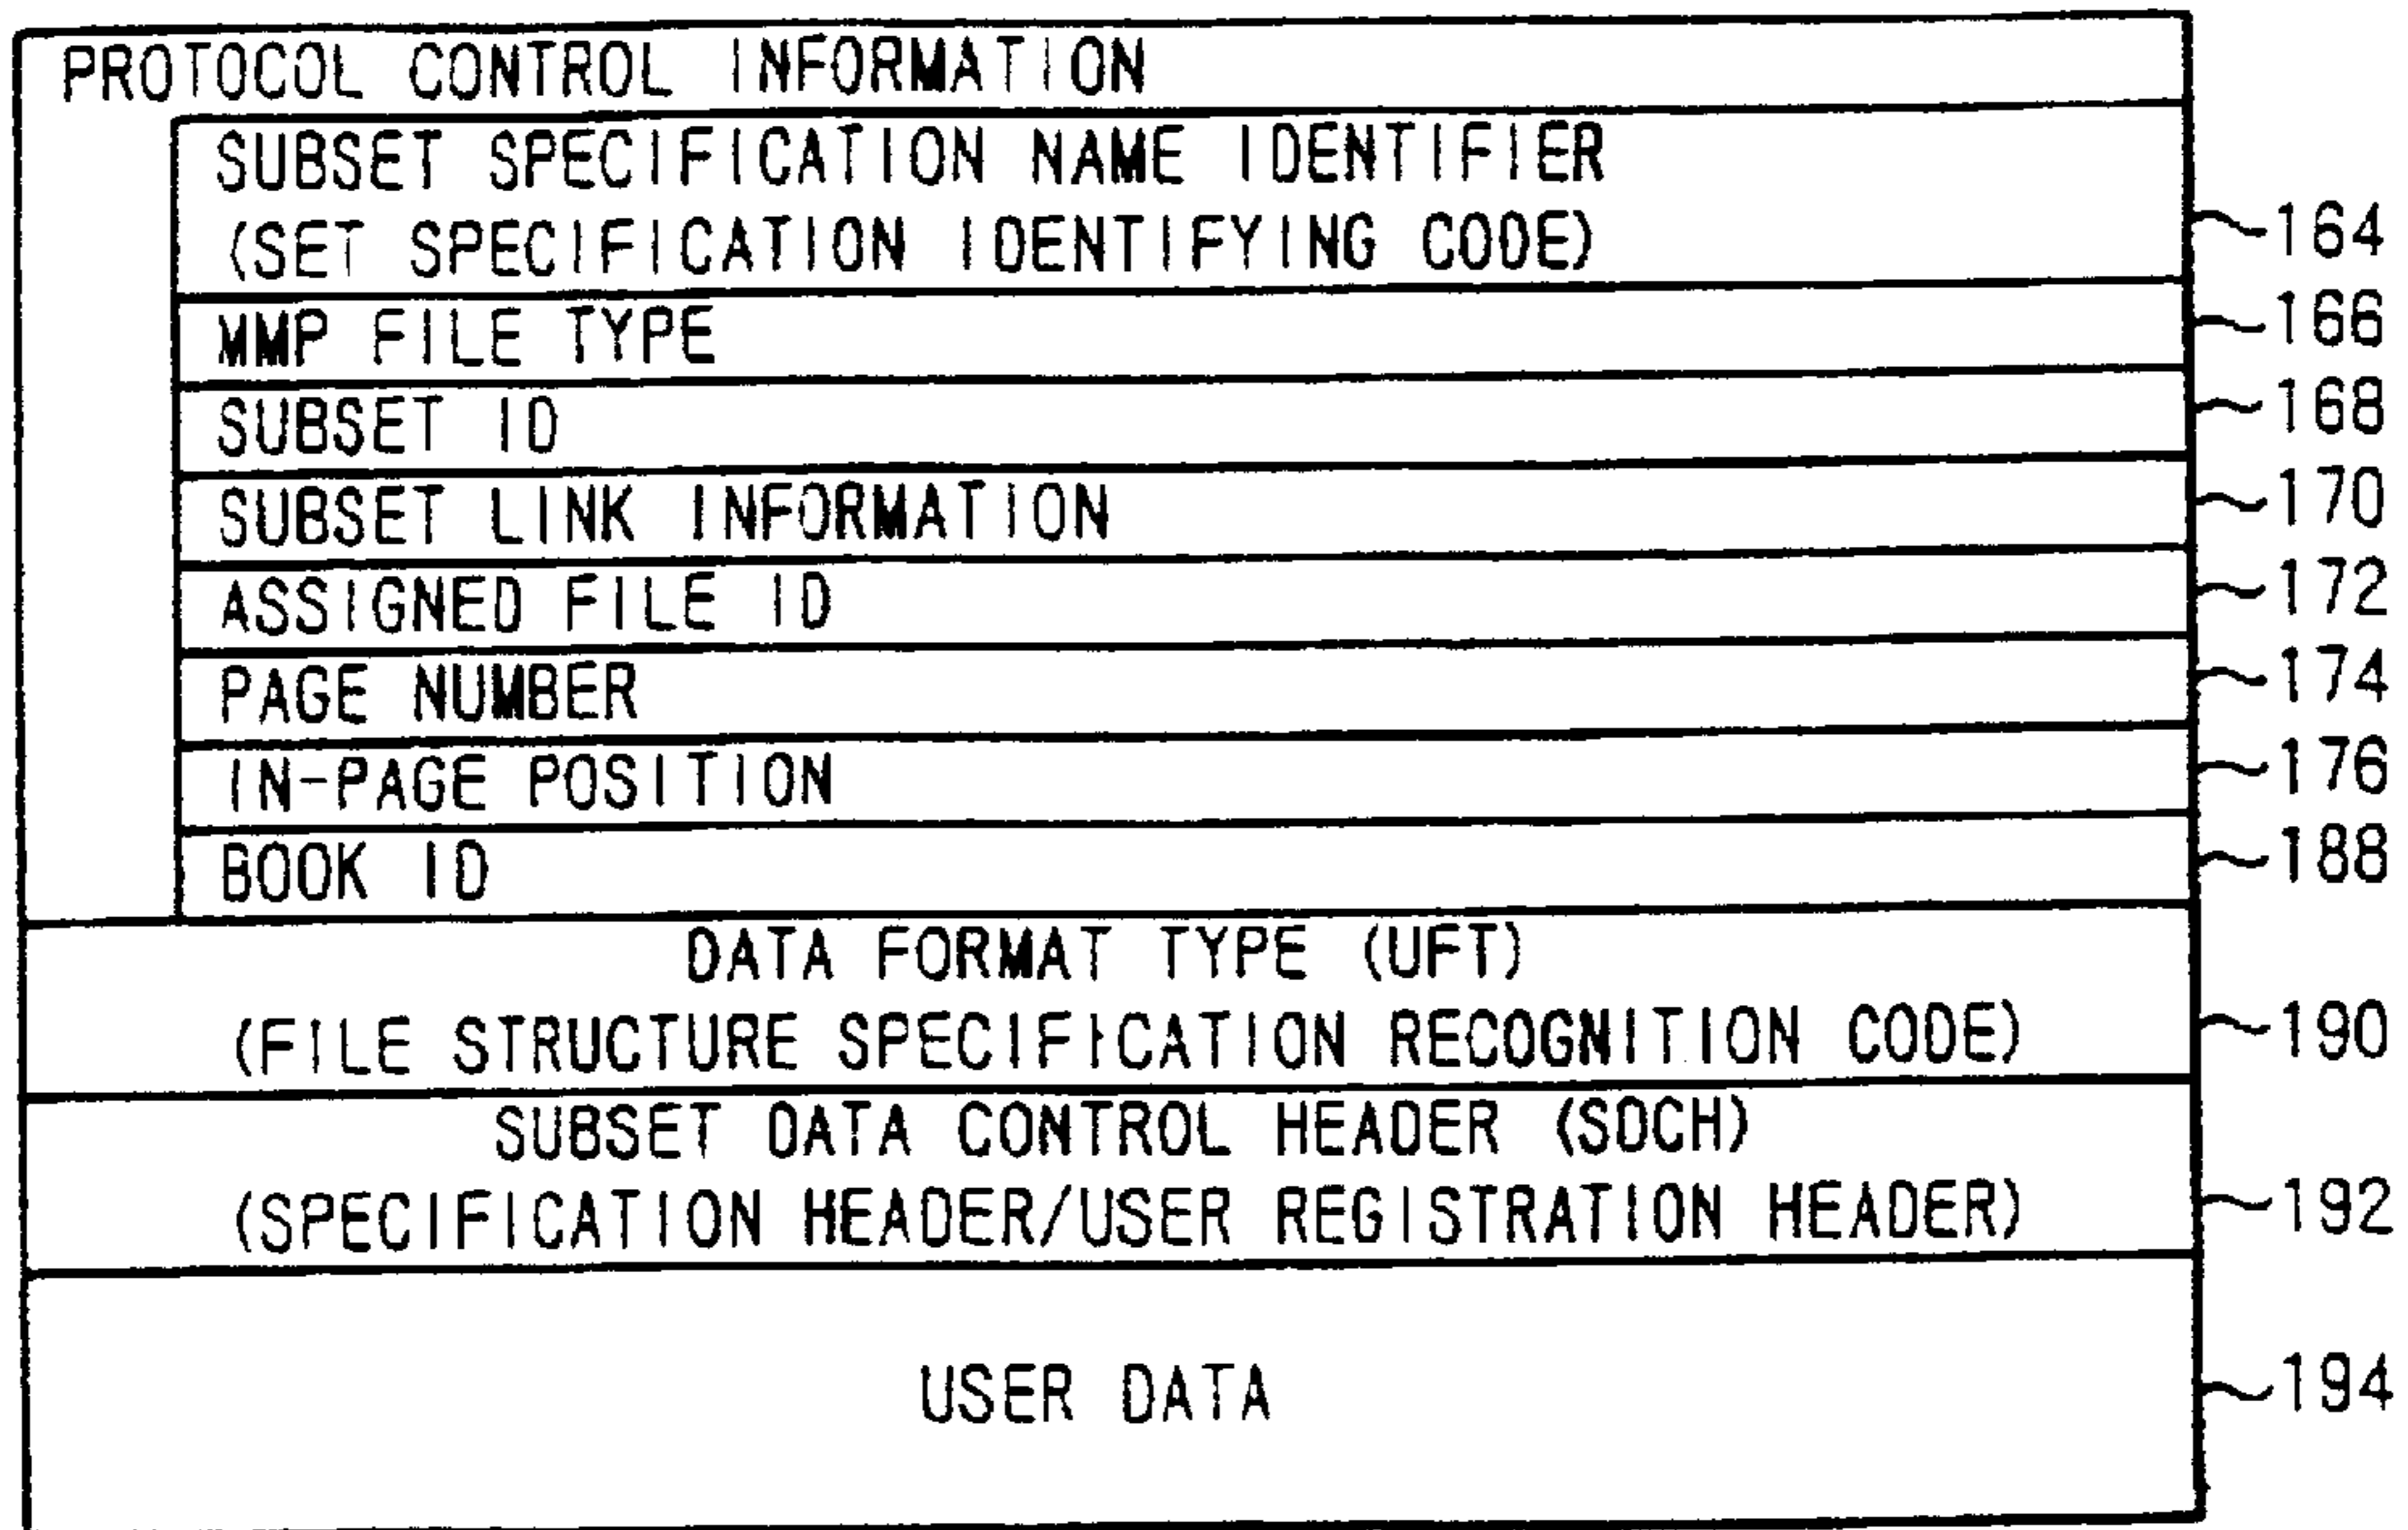 PROTOCOL CONTROL INFORMATION
SUBSET SPECIFICATION NAME IDENTIFIER
(SET SPECIFICATION IDENTIFYING CODE)
164
MMP FILE TYPE
166
SUBSET ID
168
SUBSET LINK INFORMATION
170
ASSIGNED FILE ID
172
PAGE NUMBER
174
IN-PAGE POSITION
176
BOOK ID
188
DATA FORMAT TYPE (UFT)
(FILE STRUCTURE SPECIFICATION RECOGNITION CODE)
190
SUBSET DATA CONTROL HEADER (SDCH)
(SPECIFICATION HEADER/USER REGISTRATION HEADER)
192
USER DATA
194